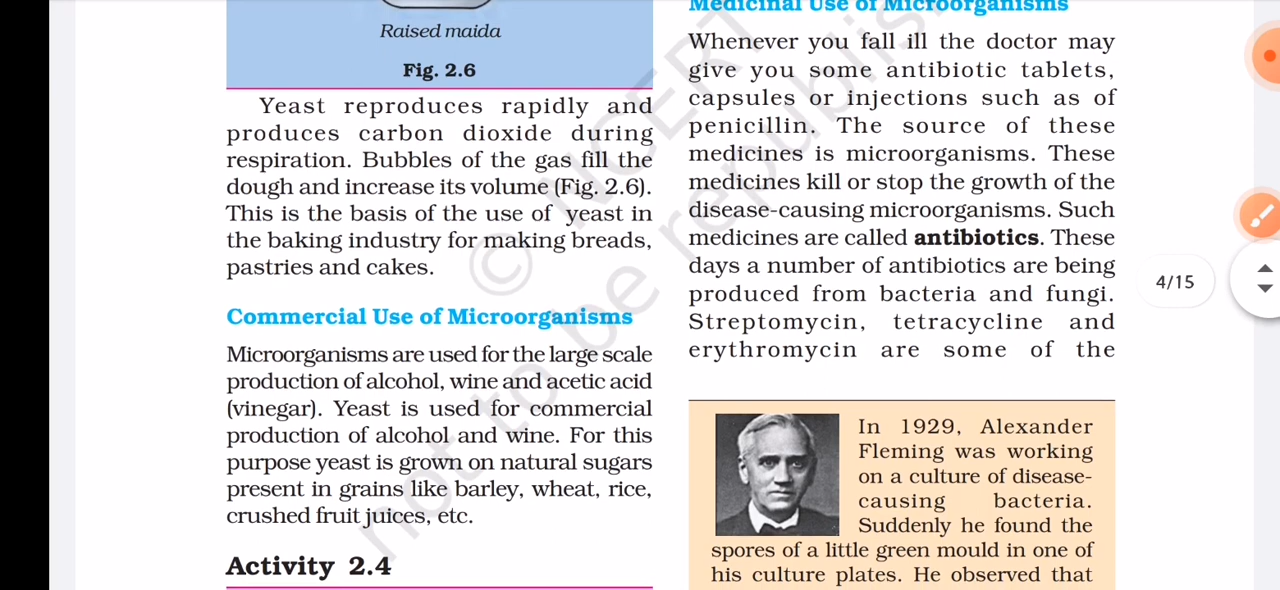 Raised maida
Fig. 2.6
Yeast reproduces rapidly and
produces carbon dioxide during
respiration. Bubbles of the gas fill the
dough and increase its volume (Fig. 2.6).
This is the basis of the use of yeast in
the baking industry for making breads,
pastries and cakes.
Commercial Use of Microorganisms
Microorganisms are used for the large scale
production of alcohol, wine and acetic acid
(vinegar). Yeast is used for commercial
production of alcohol and wine. For this
purpose yeast is grown on natural sugars
present in grains like barley, wheat, rice,
crushed fruit juices, etc.
Activity 2.4
Medicinal Use of Microorganisms
Whenever you fall ill the doctor may
give you some antibiotic tablets,
capsules or injections such as of
penicillin. The source of these
medicines is microorganisms. These
medicines kill or stop the growth of the
disease-causing microorganisms. Such
medicines are called antibiotics. These
days a number of antibiotics are being
produced from bacteria and fungi.
Streptomycin, tetracycline and
erythromycin are some of the
In 1929, Alexander
Fleming was working
on a culture of disease-
causing bacteria.
Suddenly he found the
spores of a little green mould in one of
his culture plates. He observed that
© NCERT
not to be republish
4/15